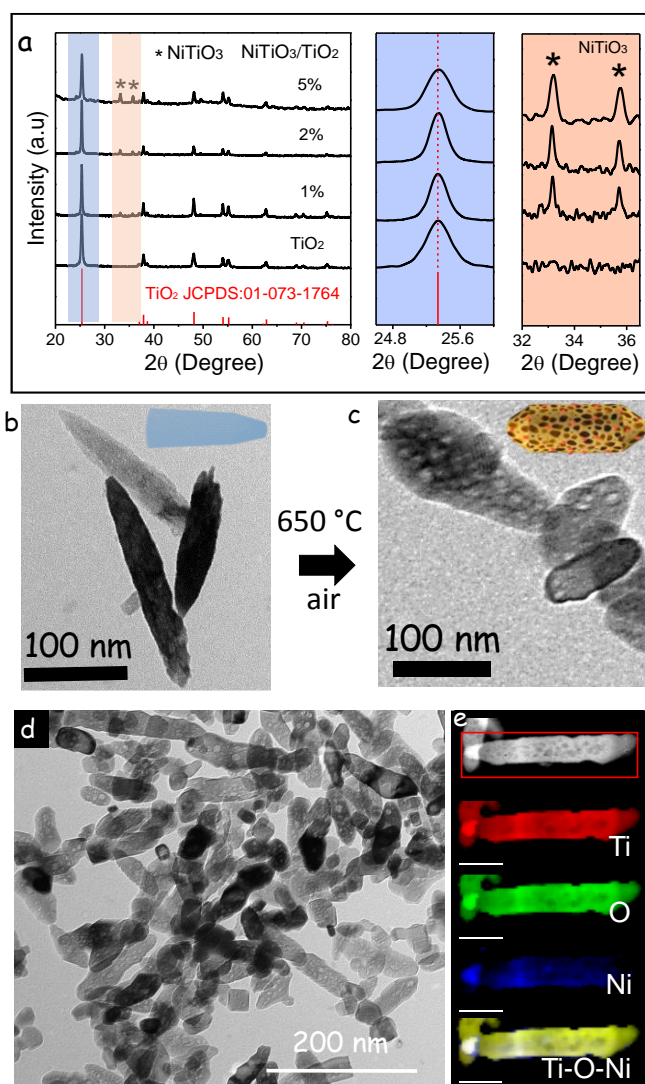 a
* NiTiO₃ NiTiO₃/TiO₂
* *
5%
2%
1%
TiO₂
TiO₂ JCPDS:01-073-1764
Intensity (a.u)
20 30 40 50 60 70 80
2θ (Degree)
24.8 25.6
2θ (Degree)
NiTiO₃
* *
32 34 36
2θ (Degree)
b
100 nm
650 °C
air
c
100 nm
d
200 nm
e
Ti
O
Ni
Ti-O-Ni